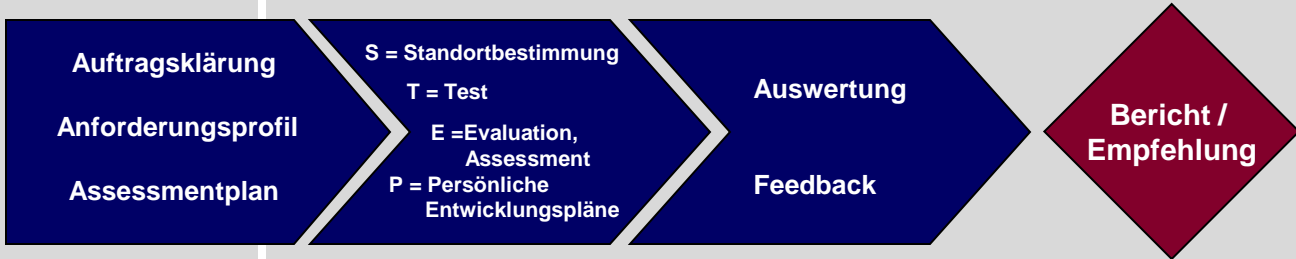 Auftragsklärung
Anforderungsprofil
Assessmentplan
S = Standortbestimmung
T = Test
E =Evaluation,
Assessment
P = Persönliche
Entwicklungspläne
Auswertung
Feedback
Bericht /
Empfehlung